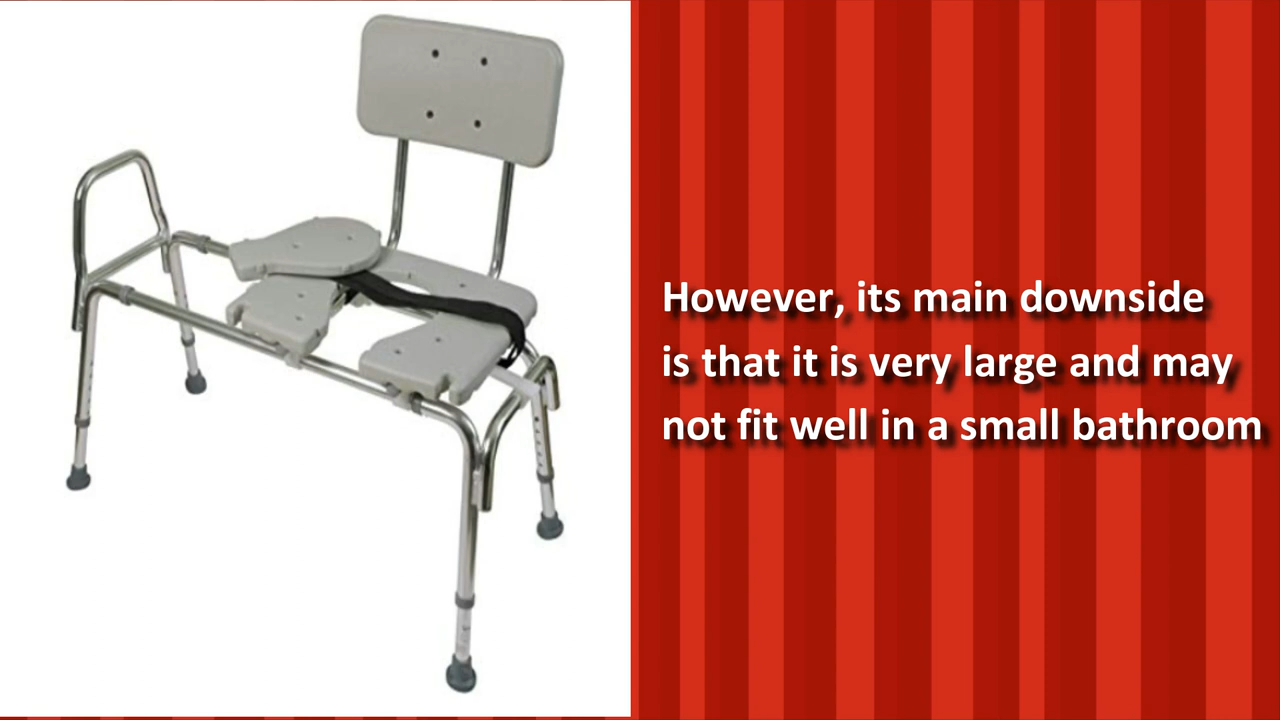 However, its main downside
is that it is very large and may
not fit well in a small bathroom